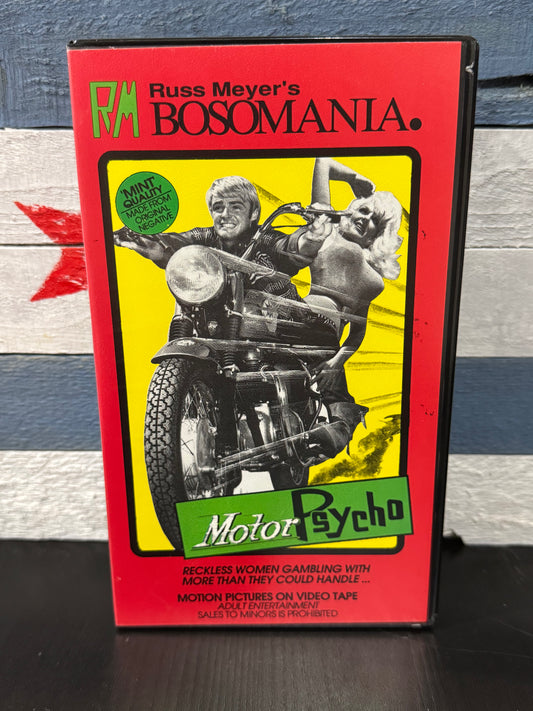 RM
Russ Meyer's
BOSOMANIA.
'MINT'
QUALITY
MADE FROM
ORIGINAL
NEGATIVE
Motor Psycho
RECKLESS WOMEN GAMBLING WITH
MORE THAN THEY COULD HANDLE ...
MOTION PICTURES ON VIDEO TAPE
ADULT ENTERTAINMENT
SALES TO MINORS IS PROHIBITED